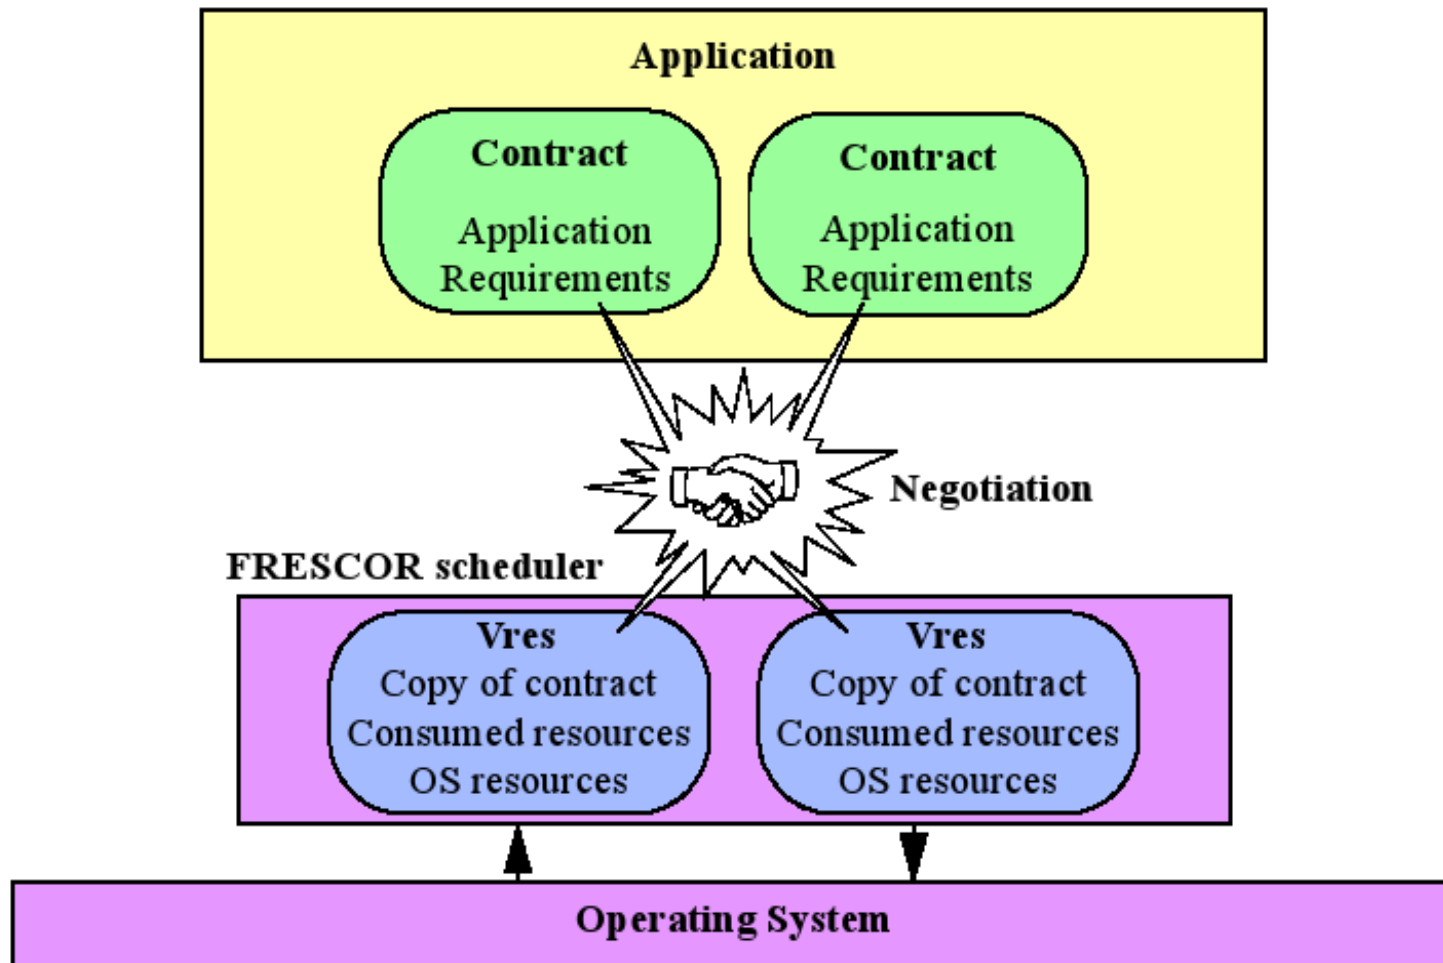 Application
Contract
Application
Requirements
Contract
Application
Requirements
Negotiation
FRESCOR scheduler
Vres
Copy of contract
Consumed resources
OS resources
Vres
Copy of contract
Consumed resources
OS resources
Operating System